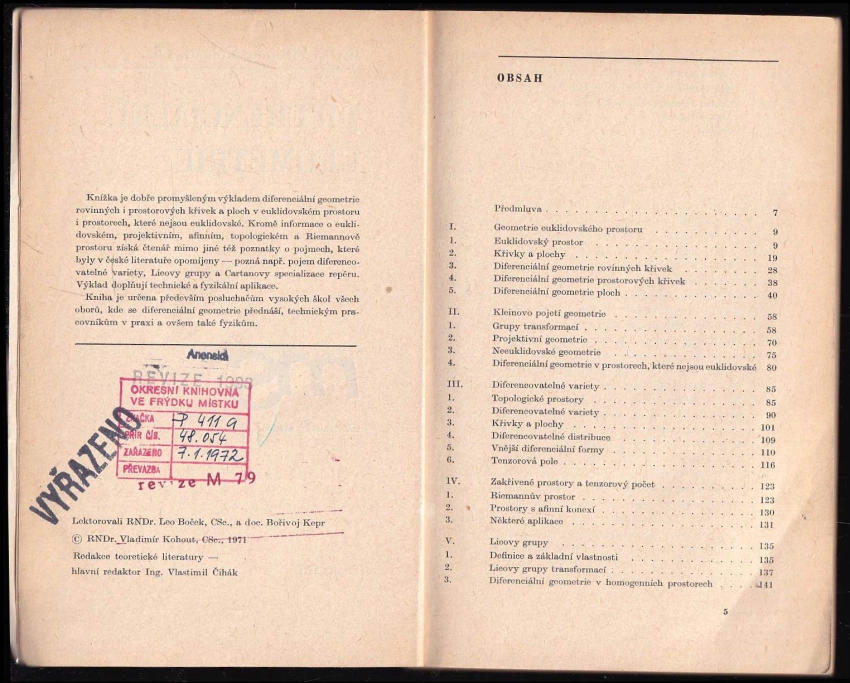 Knížka je dobře promyšleným výkladem diferenciální geometrie
rovinných i prostorových křivek a ploch v euklidovském prostoru
i prostorech, které nejsou euklidovské. Kromě informace o eukli-
dovském, projektivním, afinním, topologickém a Riemannově
prostoru získá čtenář mimo jiné též poznatky o pojmech, které
byly v české literatuře opomíjeny — pozná např. pojem diferenco-
vatelné variety, Lieovy grupy a Cartanovy specializace repéru.
Výklad doplňují technické a fyzikální aplikace.
Kniha je určena především posluchačům vysokých škol všech
oborů, kde se diferenciální geometrie přednáší, technickým pra-
covníkům v praxi a ovšem také fyzikům.
REVIZE 1993
OKRESNÍ KNIHOVNA
VE FRÝDKU MÍSTKU
ZNAČKA P 411 g
PŘÍR ČÍS. 48.054
ZAŘAZENO 7.1.1972
PŘEVAZBA
revize M 79
VYŘAZENO
Lektorovali RNDr. Leo Boček, CSc., a doc. Bořivoj Kepr
© RNDr. Vladimír Kohout, CSc., 1971
Redakce teoretické literatury —
hlavní redaktor Ing. Vlastimil Čihák
OBSAH
Předmluva . . . . . . . . . . 7
I. Geometrie euklidovského prostoru . . . . . . . . . . 9
1. Euklidovský prostor . . . . . . . . . . 9
2. Křivky a plochy . . . . . . . . . . 19
3. Diferenciální geometrie rovinných křivek . . . . . . . . . . 28
4. Diferenciální geometrie prostorových křivek . . . . . . . . . . 38
5. Diferenciální geometrie ploch . . . . . . . . . . 40
II. Kleinovo pojetí geometrie . . . . . . . . . . 58
1. Grupy transformací . . . . . . . . . . 58
2. Projektivní geometrie . . . . . . . . . . 70
3. Neeuklidovské geometrie . . . . . . . . . . 75
4. Diferenciální geometrie v prostorech, které nejsou euklidovské 80
III. Diferencovatelné variety . . . . . . . . . . 85
1. Topologické prostory . . . . . . . . . . 85
2. Diferencovatelné variety . . . . . . . . . . 90
3. Křivky a plochy . . . . . . . . . . 101
4. Diferencovatelné distribuce . . . . . . . . . . 109
5. Vnější diferenciální formy . . . . . . . . . . 110
6. Tenzorová pole . . . . . . . . . . 116
IV. Zakřivené prostory a tenzorový počet . . . . . . . . . . 123
1. Riemannův prostor . . . . . . . . . . 123
2. Prostory s afinní konexí . . . . . . . . . . 130
3. Některé aplikace . . . . . . . . . . 131
V. Lieovy grupy . . . . . . . . . . 135
1. Definice a základní vlastnosti . . . . . . . . . . 135
2. Lieovy grupy transformací . . . . . . . . . . 137
3. Diferenciální geometrie v homogenních prostorech . . . . . 141
5